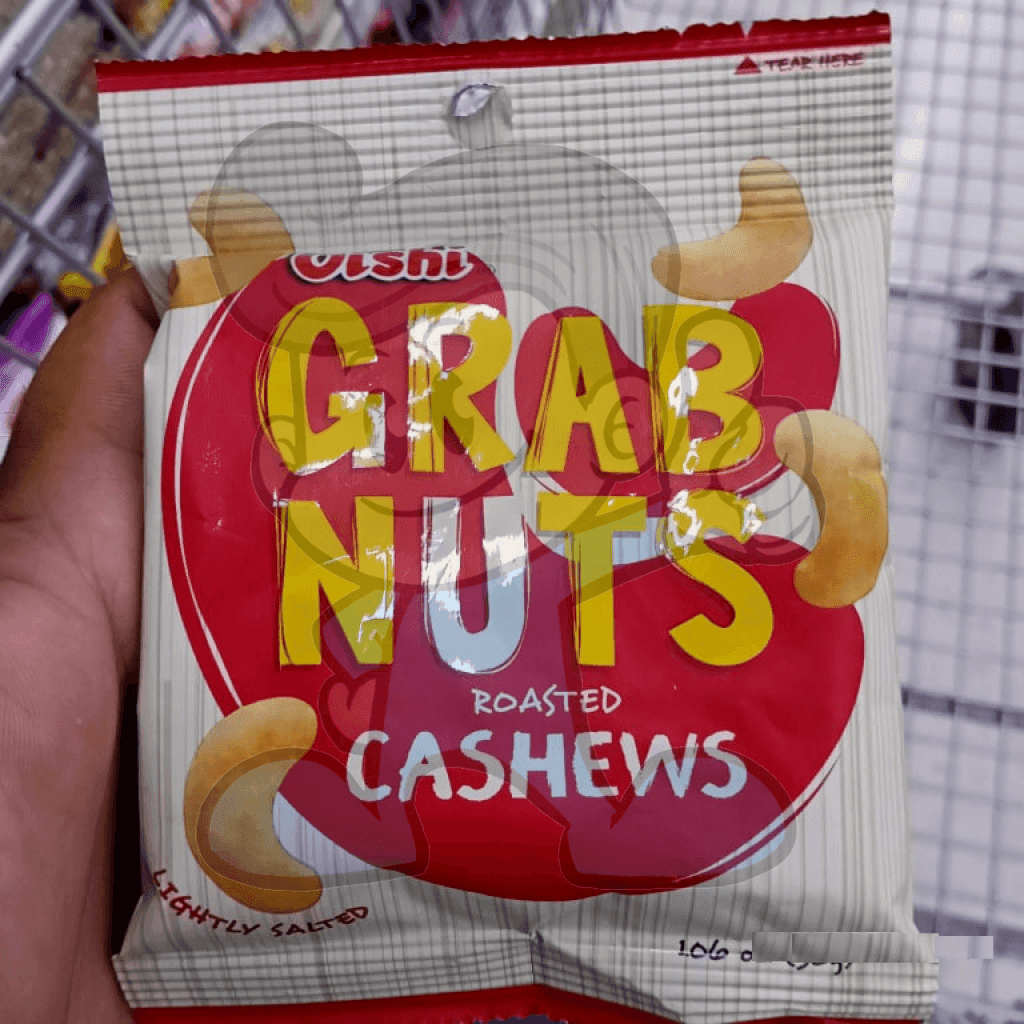 TEAR HERE
Oishi
GRAB
NUTS
ROASTED
CASHEWS
LIGHTLY SALTED